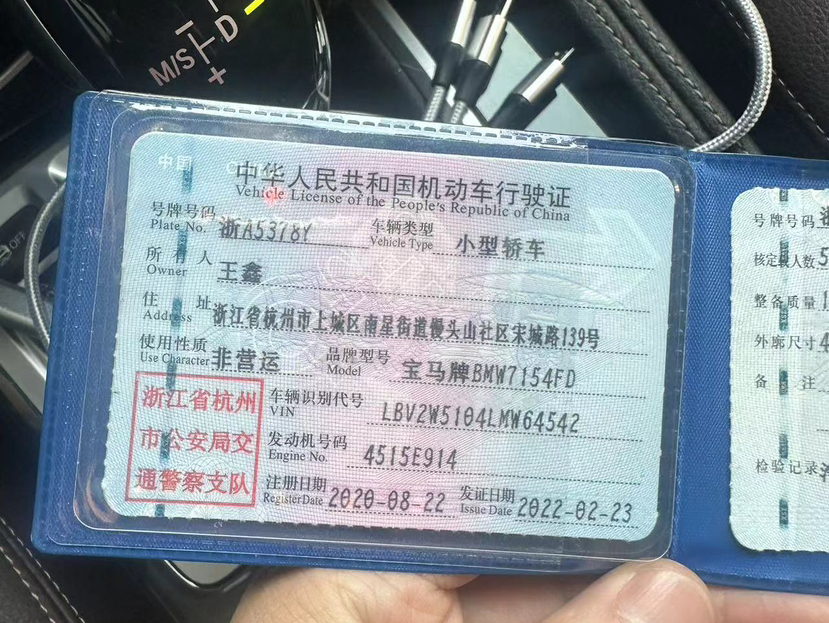 M/S
D
+
OFF
中国
中华人民共和国机动车行驶证
Vehicle License of the People's Republic of China
号牌号码 浙A5378Y 车辆类型 小型轿车
Plate No. Vehicle Type
所有人 王鑫
Owner
住址 浙江省杭州市上城区南星街道馒头山社区宋城路139号
Address
使用性质 非营运 品牌型号 宝马牌BMW7154FD
Use Character Model
浙江省杭州
市公安局交
通警察支队
车辆识别代号 LBV2W5104LMW64542
VIN
发动机号码 4515E914
Engine No.
注册日期 2020-08-22 发证日期 2022-02-23
Register Date Issue Date
号牌号码
核定载人数 5
整备质量
外廓尺寸 4
备注
检验记录